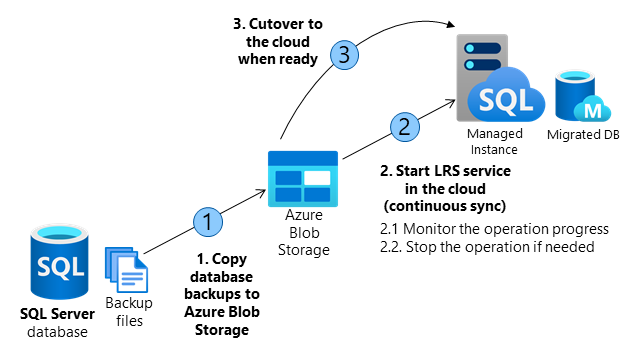 3. Cutover to
the cloud
when ready
3
SQL
Managed
Instance
M
Migrated DB
2
2. Start LRS service
in the cloud
(continuous sync)
2.1 Monitor the operation progress
2.2. Stop the operation if needed
Azure
Blob
Storage
1
1. Copy
database
backups to
Azure Blob
Storage
SQL
SQL Server
database
Backup
files